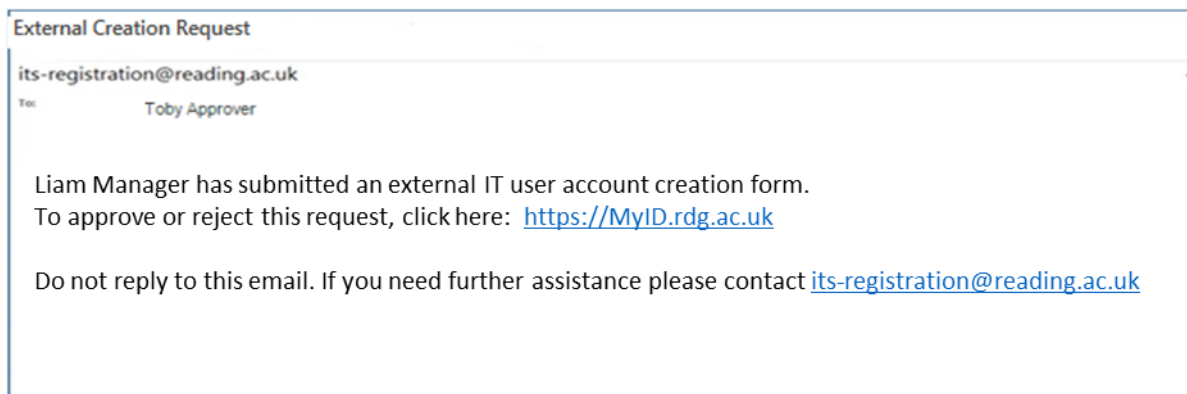 External Creation Request
its-registration@reading.ac.uk
To: Toby Approver
Liam Manager has submitted an external IT user account creation form.
To approve or reject this request, click here: https://MyID.rdg.ac.uk
Do not reply to this email. If you need further assistance please contact its-registration@reading.ac.uk